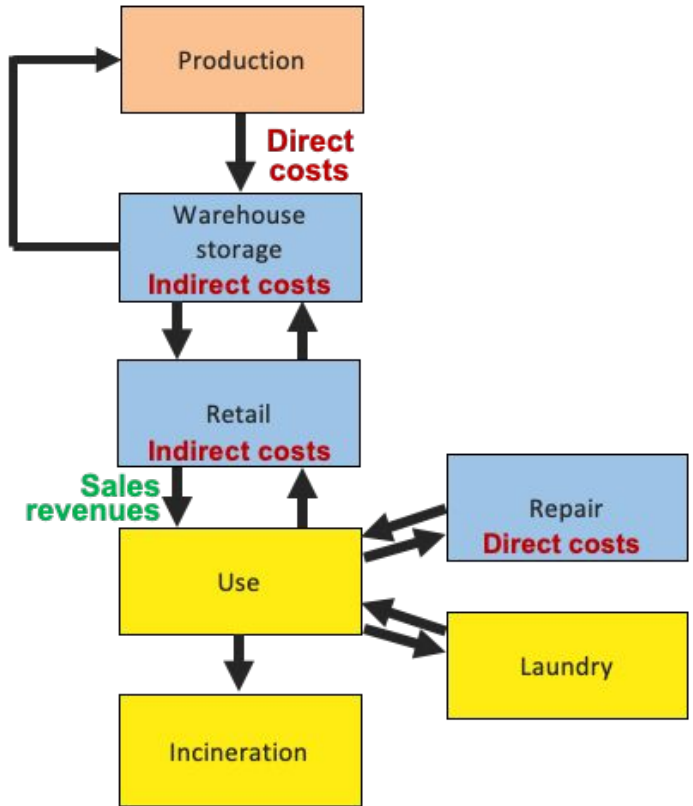 Production
Direct
costs
Warehouse
storage
Indirect costs
Retail
Indirect costs
Sales
revenues
Repair
Direct costs
Use
Laundry
Incineration